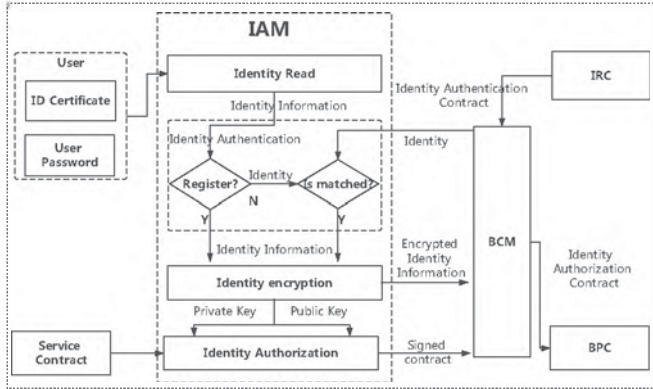 IAM
User
ID Certificate
User
Password
Identity Read
Identity Information
Identity Authentication
Contract
IRC
Identity Authentication
Identity
Register?
Identity
N
Is matched?
Y
Y
BCM
Identity Information
Encrypted
Identity
Information
Identity
Authorization
Contract
Identity encryption
Private Key
Public Key
Service
Contract
Identity Authorization
Signed
contract
BPC